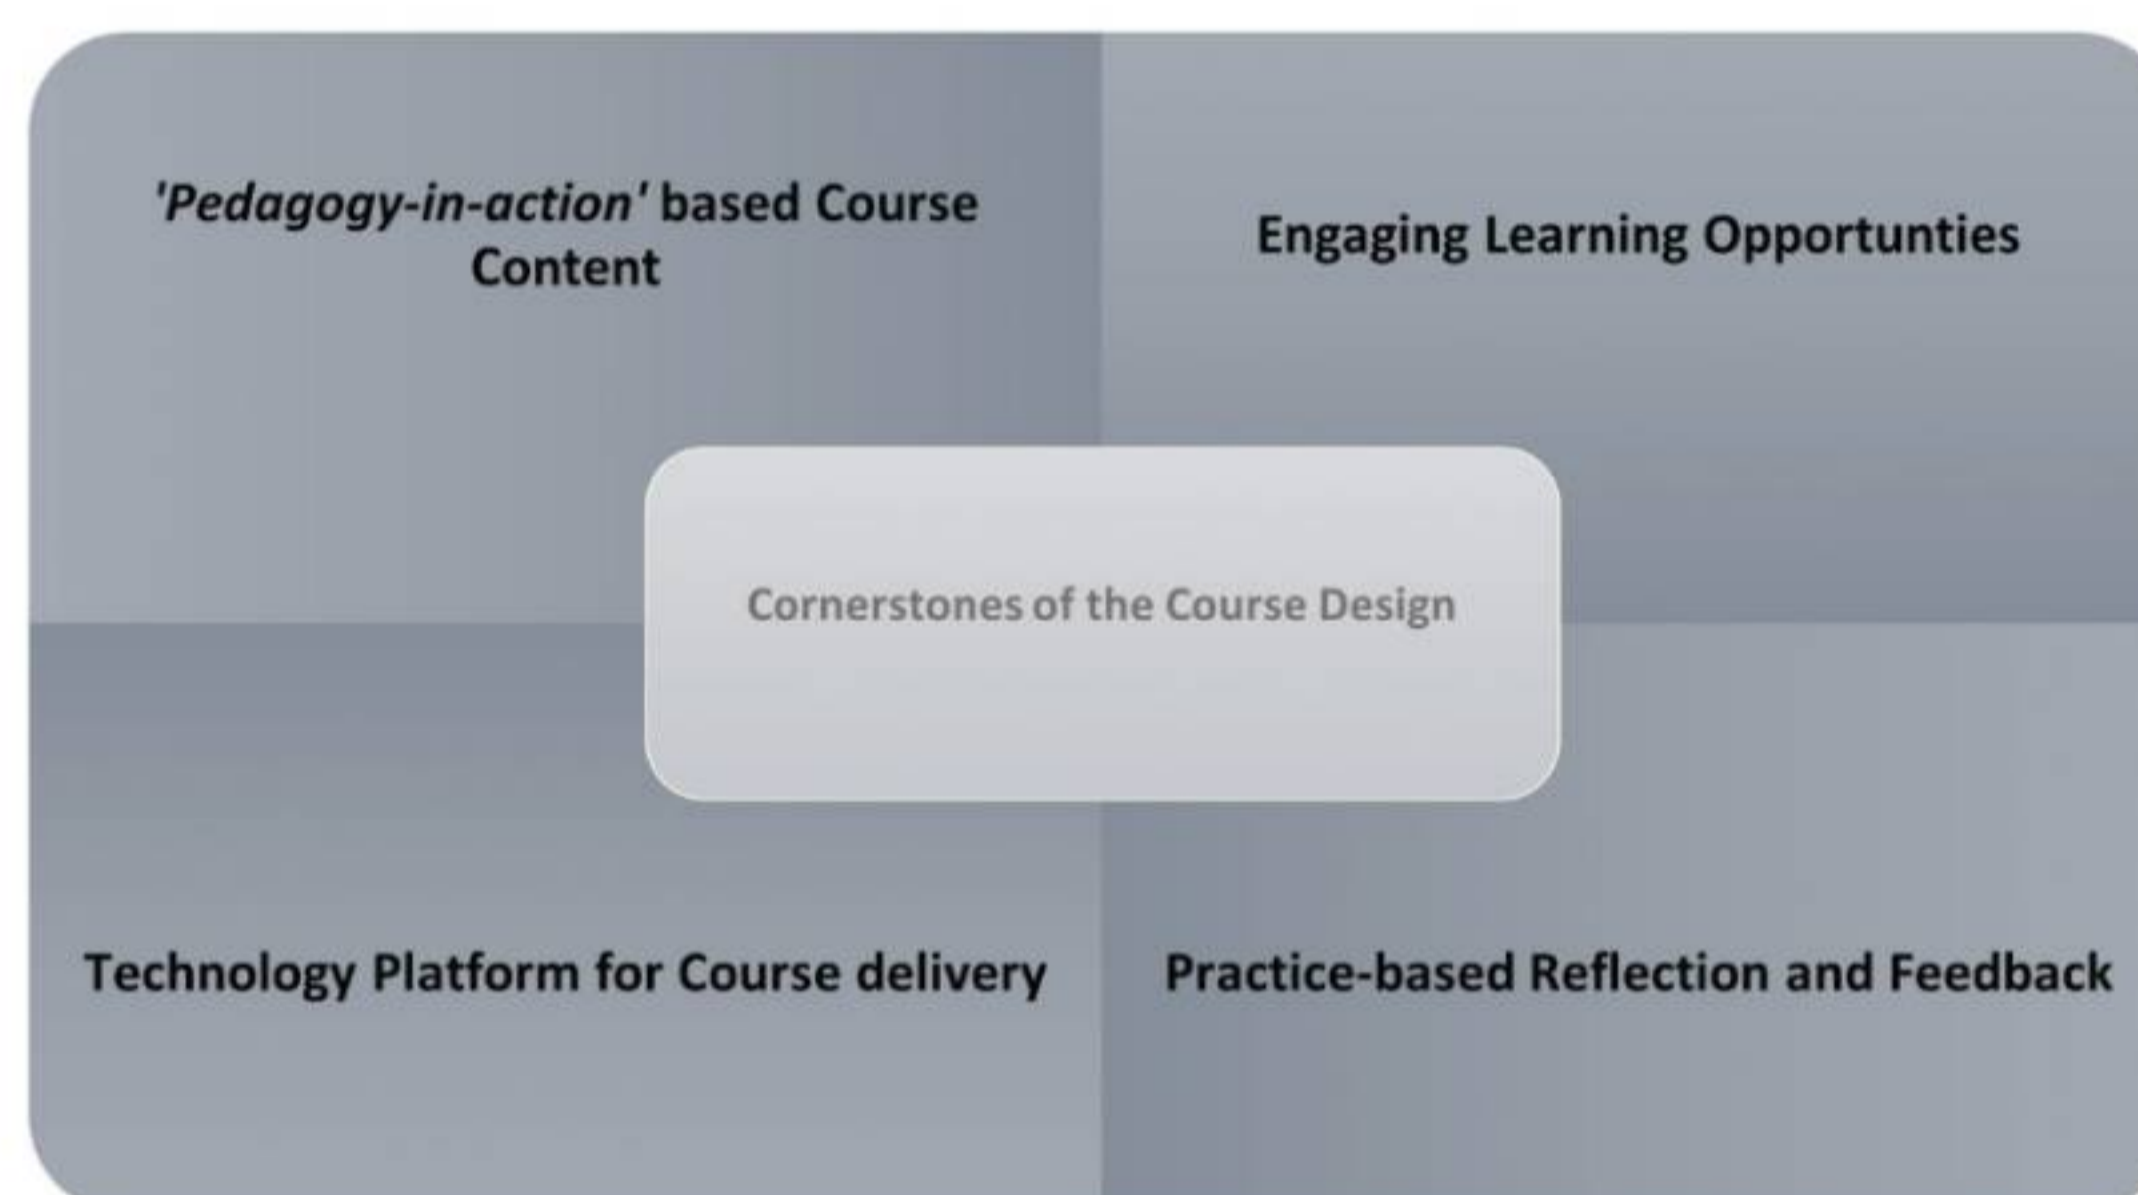 'Pedagogy-in-action' based Course
Content
Engaging Learning Opportunties
Cornerstones of the Course Design
Technology Platform for Course delivery
Practice-based Reflection and Feedback